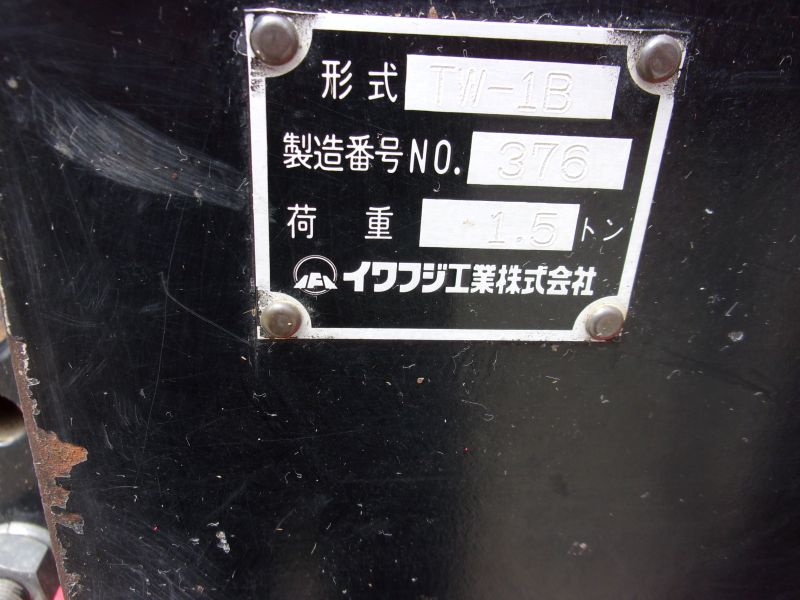 形式 TW-1B
製造番号NO. 376
荷重 1.5トン
イワフジ工業株式会社